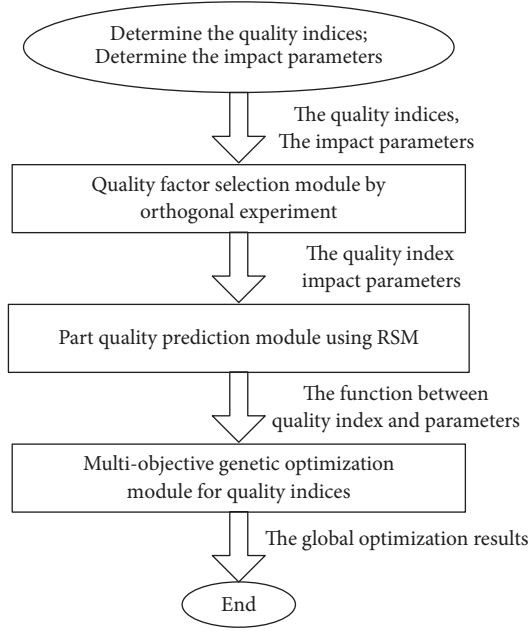 Determine the quality indices;
Determine the impact parameters
The quality indices,
The impact parameters
Quality factor selection module by
orthogonal experiment
The quality index
impact parameters
Part quality prediction module using RSM
The function between
quality index and parameters
Multi-objective genetic optimization
module for quality indices
The global optimization results
End